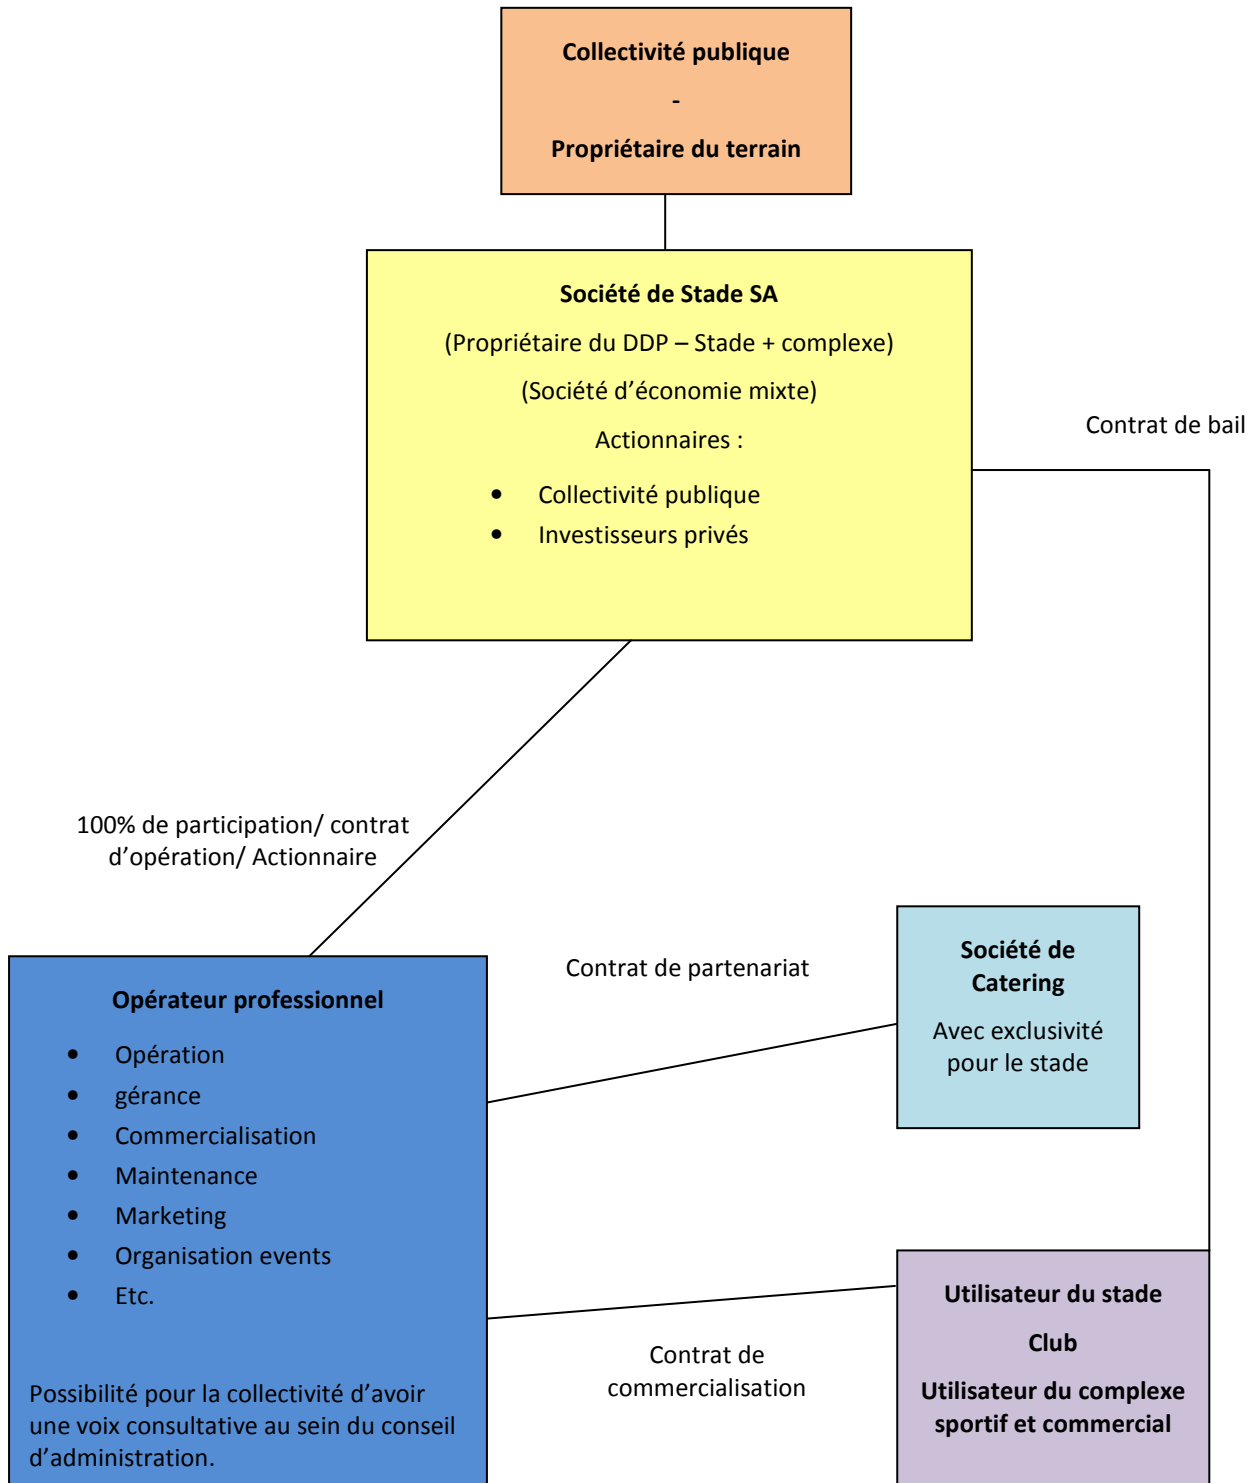 Collectivité publique
-
Propriétaire du terrain
Société de Stade SA
(Propriétaire du DDP – Stade + complexe)
(Société d’économie mixte)
Actionnaires :
• Collectivité publique
• Investisseurs privés
Contrat de bail
100% de participation/ contrat
d’opération/ Actionnaire
Opérateur professionnel
• Opération
• gérance
• Commercialisation
• Maintenance
• Marketing
• Organisation events
• Etc.
Possibilité pour la collectivité d’avoir
une voix consultative au sein du conseil
d’administration.
Contrat de partenariat
Société de
Catering
Avec exclusivité
pour le stade
Contrat de
commercialisation
Utilisateur du stade
Club
Utilisateur du complexe
sportif et commercial